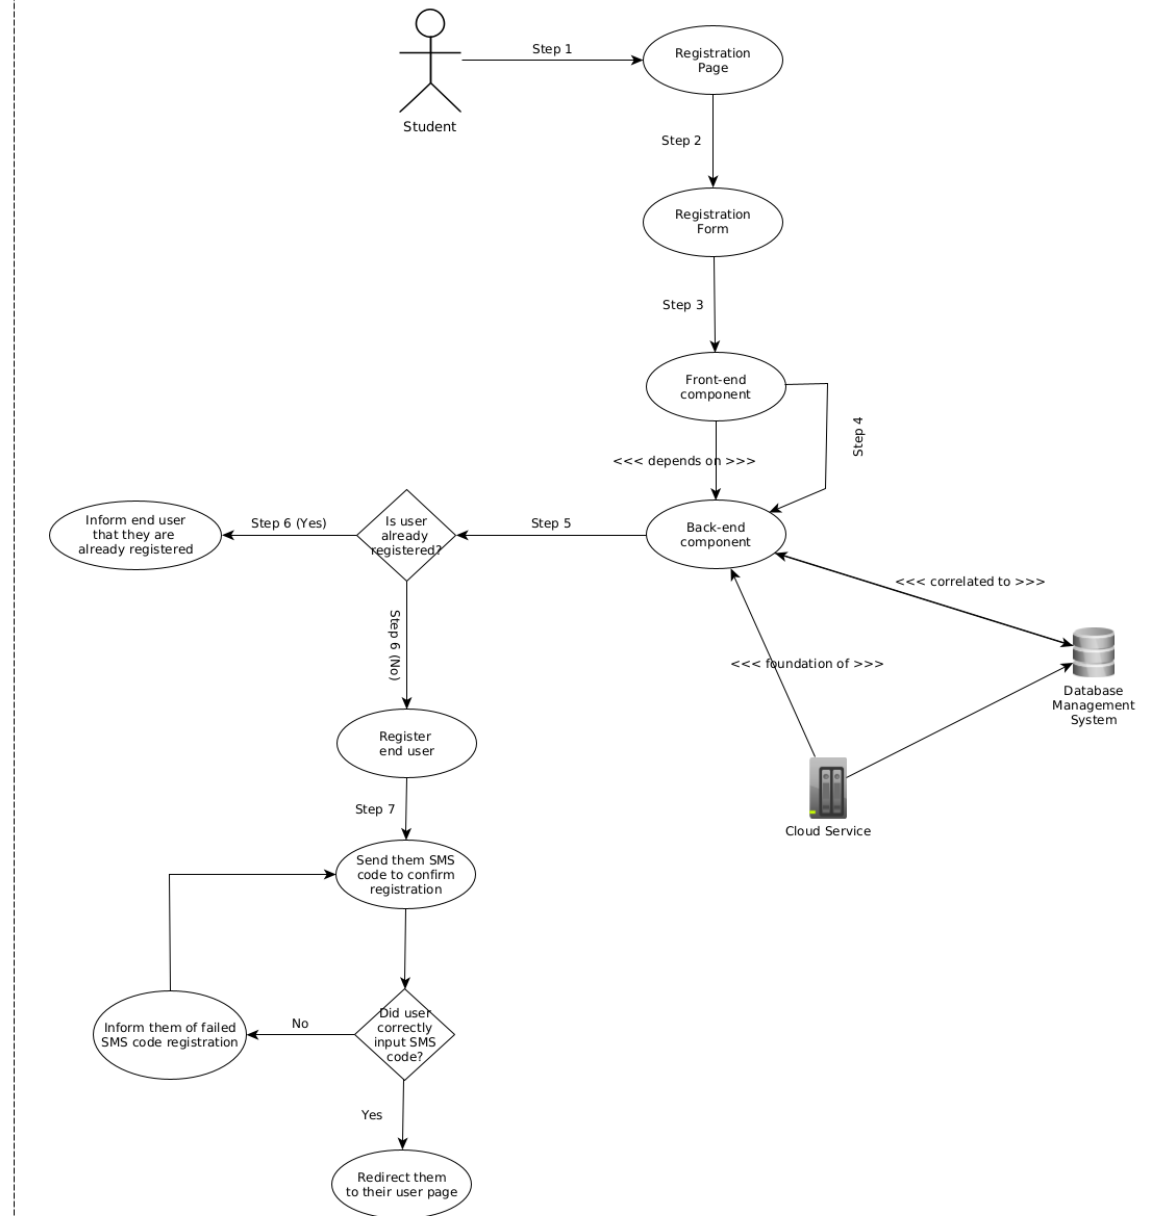 Step 1
Registration
Page
Student
Step 2
Registration
Form
Step 3
Front-end
component
Step 4
<<< depends on >>>
Inform end user
that they are
already registered
Step 6 (Yes)
Is user
already
registered?
Step 5
Back-end
component
<<< correlated to >>>
Step 6 (No)
<<< foundation of >>>
Database
Management
System
Register
end user
Step 7
Cloud Service
Send them SMS
code to confirm
registration
Inform them of failed
SMS code registration
No
Did user
correctly
input SMS
code?
Yes
Redirect them
to their user page